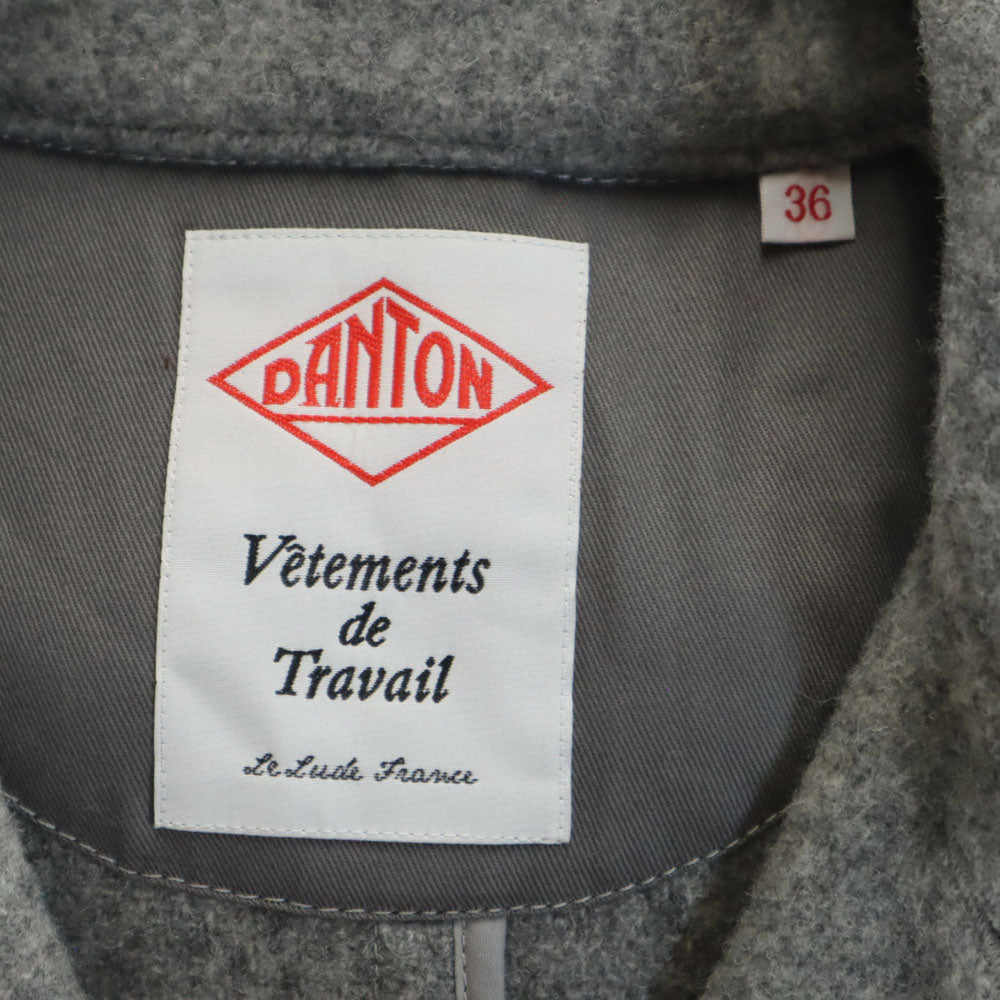 36
DANTON
Vêtements
de
Travail
Le Lude France